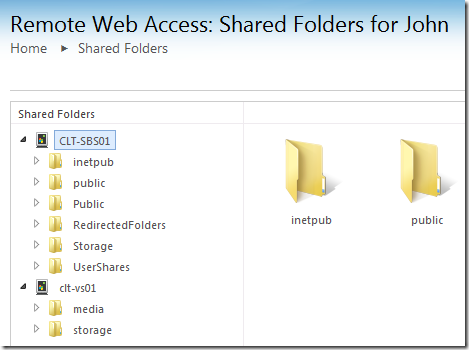 Remote Web Access: Shared Folders for John
Home ▶ Shared Folders
Shared Folders
CLT-SBS01
inetpub
public
Public
RedirectedFolders
Storage
UserShares
clt-vs01
media
storage
inetpub
public